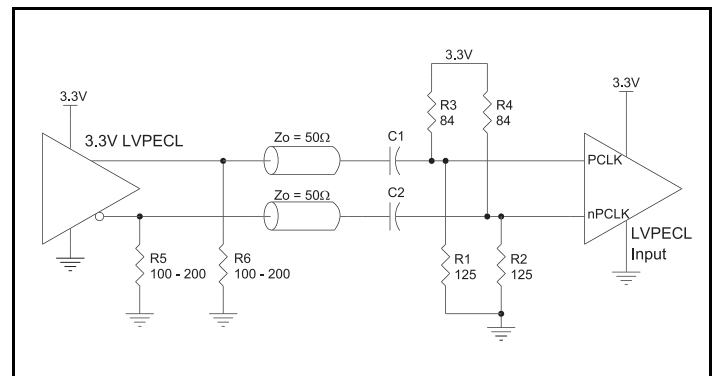 3.3V
3.3V
3.3V
R3
84
R4
84
3.3V LVPECL
Zo = 50Ω
C1
PCLK
Zo = 50Ω
C2
nPCLK
LVPECL
Input
R5
100 - 200
R6
100 - 200
R1
125
R2
125